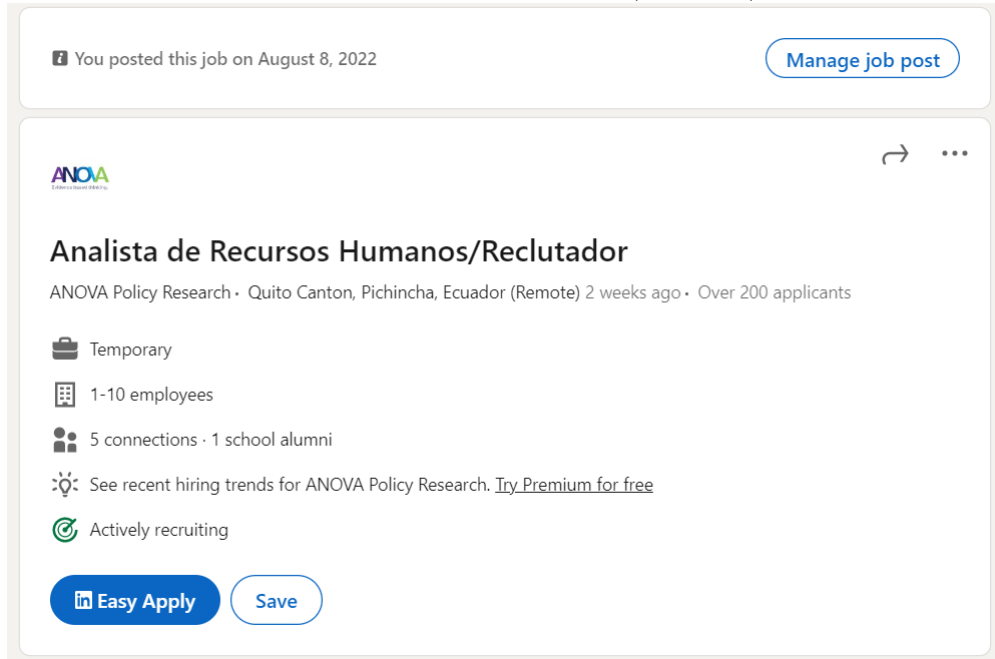 You posted this job on August 8, 2022
Manage job post
ANOVA
Analista de Recursos Humanos/Reclutador
ANOVA Policy Research · Quito Canton, Pichincha, Ecuador (Remote) 2 weeks ago · Over 200 applicants
Temporary
1-10 employees
5 connections · 1 school alumni
See recent hiring trends for ANOVA Policy Research. Try Premium for free
Actively recruiting
in Easy Apply
Save